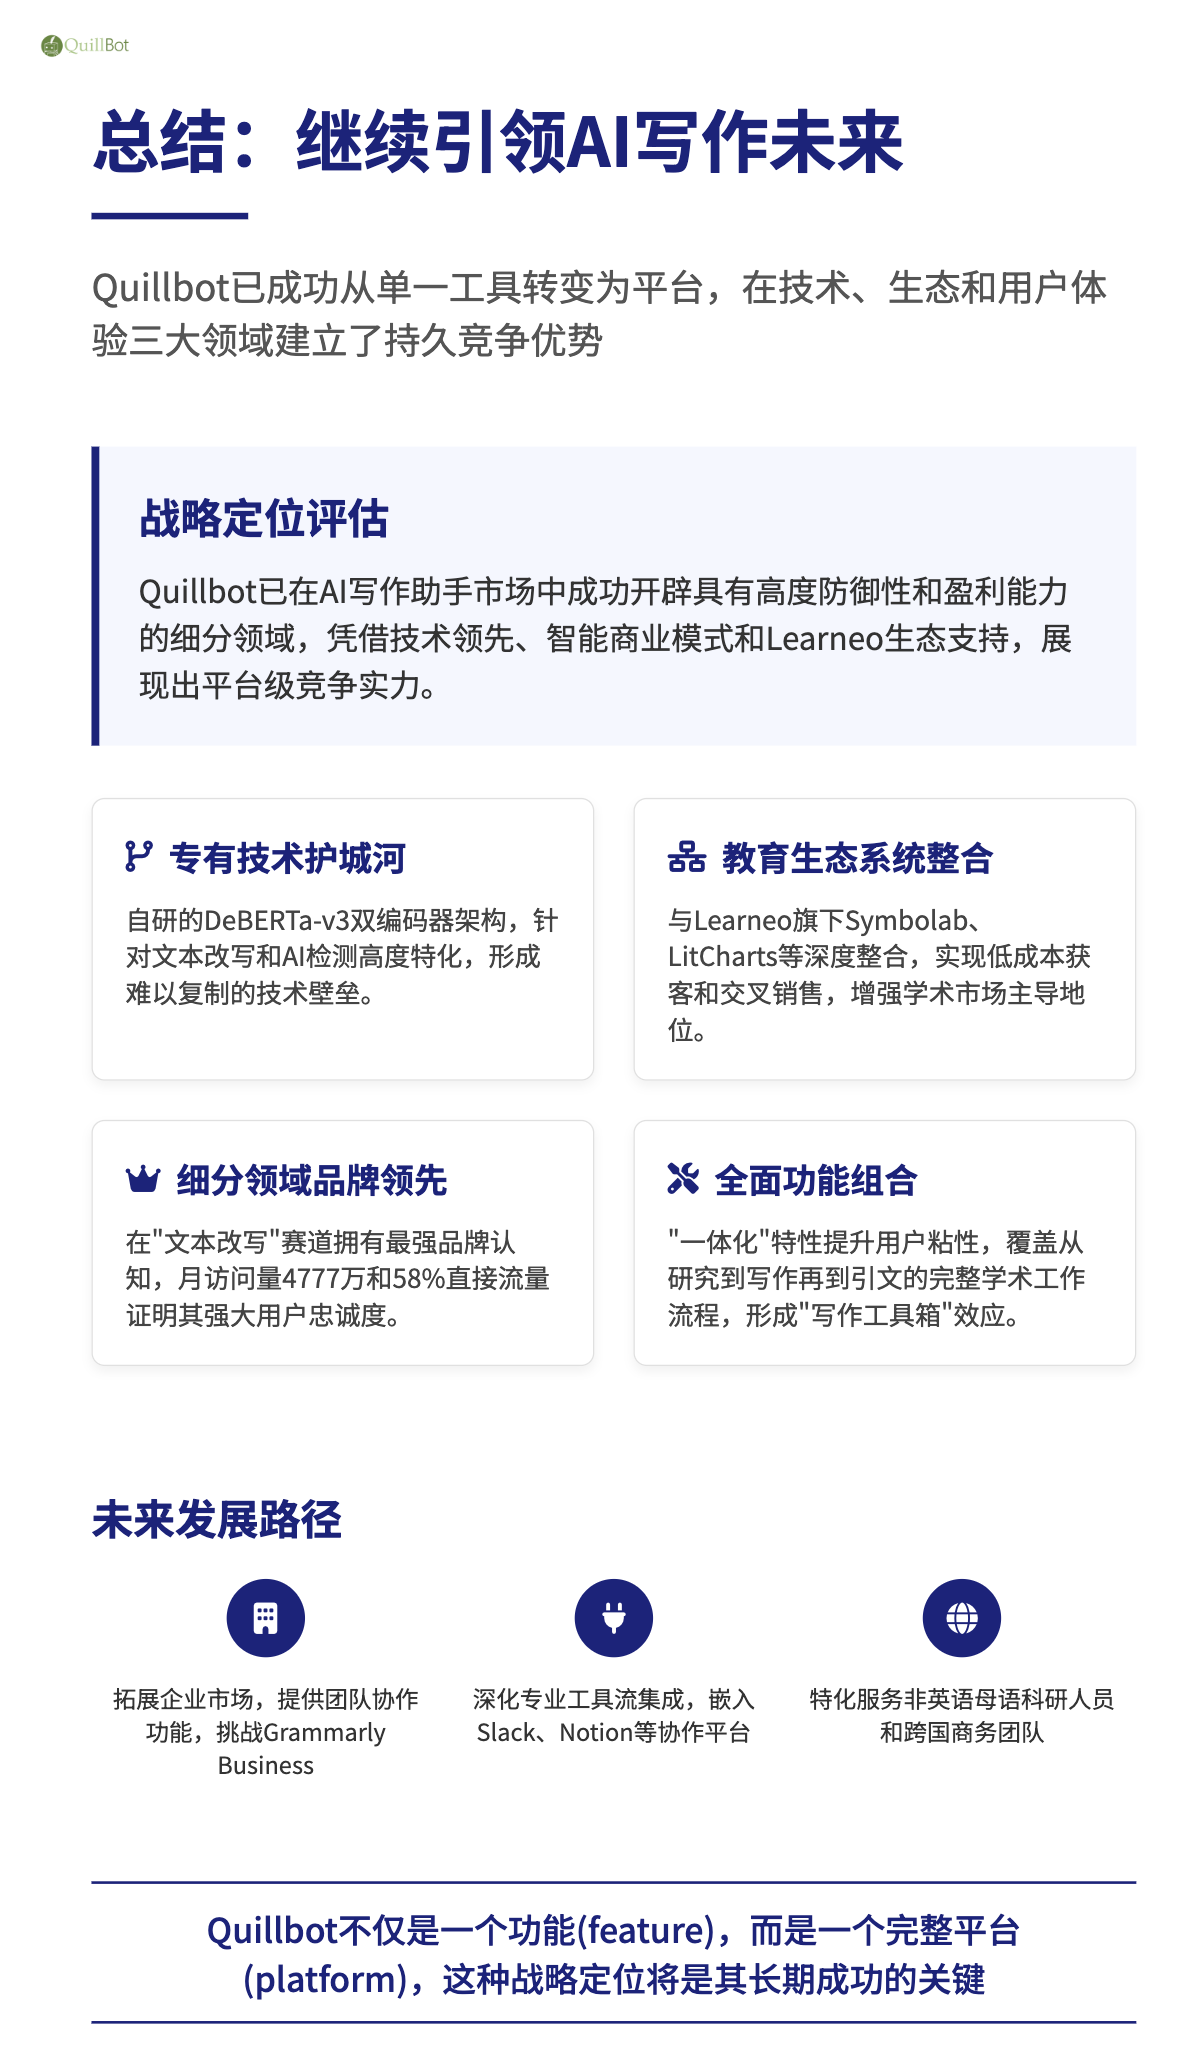 QuillBot
总结：继续引领AI写作未来
Quillbot已成功从单一工具转变为平台，在技术、生态和用户体
验三大领域建立了持久竞争优势
战略定位评估
Quillbot已在AI写作助手市场中成功开辟具有高度防御性和盈利能力
的细分领域，凭借技术领先、智能商业模式和Learneo生态支持，展
现出平台级竞争实力。
专有技术护城河
自研的DeBERTa-v3双编码器架构，针
对文本改写和AI检测高度特化，形成
难以复制的技术壁垒。
教育生态系统整合
与Learneo旗下Symbolab、
LitCharts等深度整合，实现低成本获
客和交叉销售，增强学术市场主导地
位。
细分领域品牌领先
在"文本改写"赛道拥有最强品牌认
知，月访问量4777万和58%直接流量
证明其强大用户忠诚度。
全面功能组合
"一体化"特性提升用户粘性，覆盖从
研究到写作再到引文的完整学术工作
流程，形成"写作工具箱"效应。
未来发展路径
拓展企业市场，提供团队协作
功能，挑战Grammarly
Business
深化专业工具流集成，嵌入
Slack、Notion等协作平台
特化服务非英语母语科研人员
和跨国商务团队
Quillbot不仅是一个功能(feature)，而是一个完整平台
(platform)，这种战略定位将是其长期成功的关键